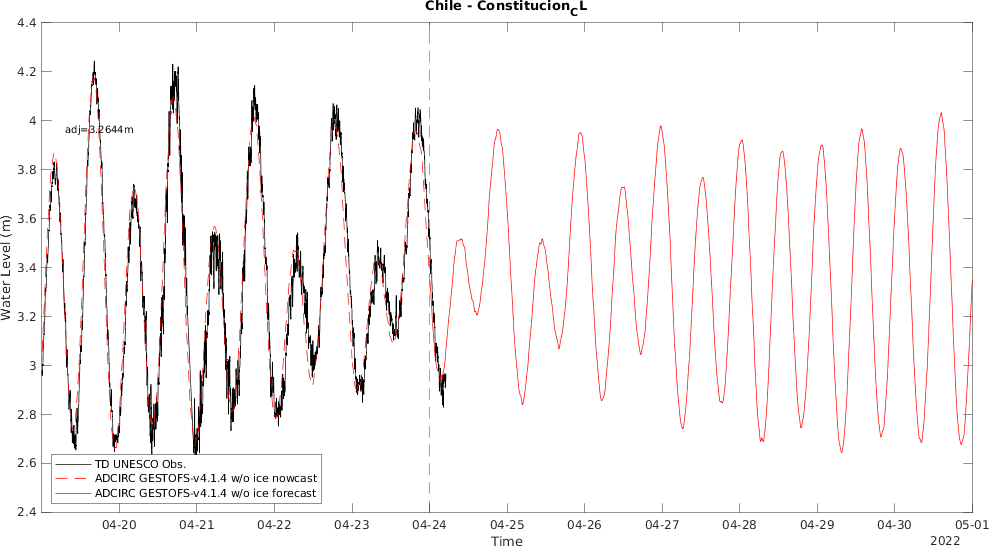 Chile - Constitucion_CL
4.4
4.2
4
3.8
3.6
3.4
3.2
3
2.8
2.6
2.4
Water Level (m)
adj=3.2644m
TD UNESCO Obs.
ADCIRC GESTOFS-v4.1.4 w/o ice nowcast
ADCIRC GESTOFS-v4.1.4 w/o ice forecast
04-20 04-21 04-22 04-23 04-24 04-25 04-26 04-27 04-28 04-29 04-30 05-01
Time
2022